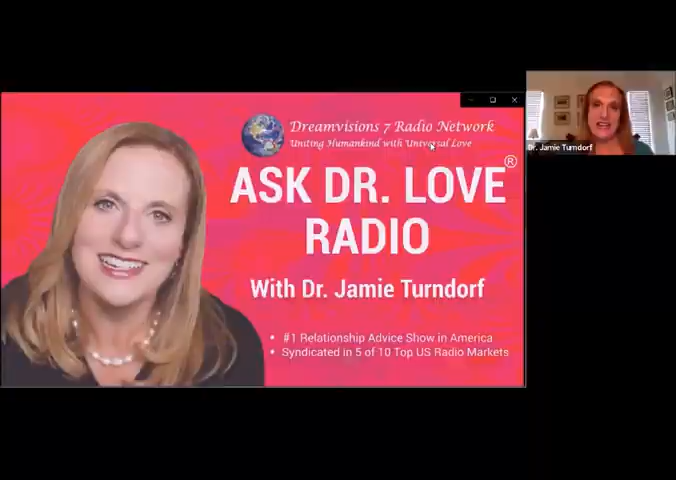 Dreamvisions 7 Radio Network
Uniting Humankind with Universal Love
ASK DR. LOVE®
RADIO
With Dr. Jamie Turndorf
• #1 Relationship Advice Show in America
• Syndicated in 5 of 10 Top US Radio Markets
Dr. Jamie Turndorf